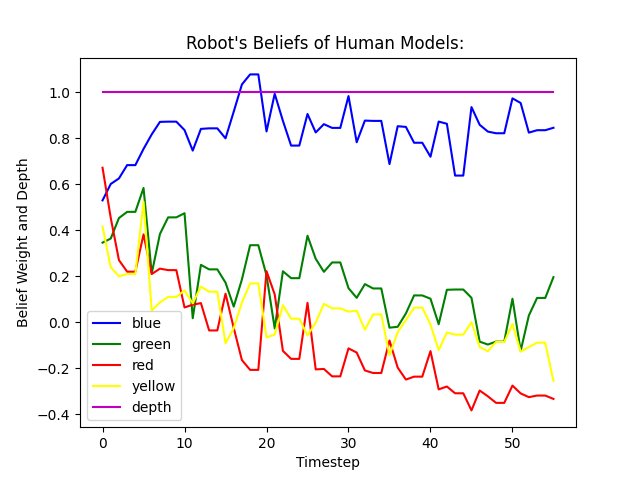 Robot's Beliefs of Human Models:
Belief Weight and Depth
1.0
0.8
0.6
0.4
0.2
0.0
−0.2
−0.4
blue
green
red
yellow
depth
0 10 20 30 40 50
Timestep